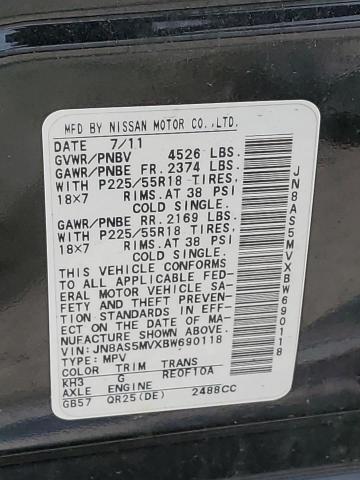 MFD BY NISSAN MOTOR CO.,LTD.
DATE 7/11
GVWR/PNBV 4526 LBS.
GAWR/PNBE FR. 2374 LBS.
WITH P225/55R18 TIRES,
18×7 RIMS.AT 38 PSI
COLD SINGLE.
GAWR/PNBE RR. 2169 LBS.
WITH P225/55R18 TIRES,
18×7 RIMS.AT 38 PSI
COLD SINGLE.
THIS VEHICLE CONFORMS
TO ALL APPLICABLE FED-
ERAL MOTOR VEHICLE SA-
FETY AND THEFT PREVEN-
TION STANDARDS IN EFF-
ECT ON THE DATE OF MA-
NUFACTURE SHOWN ABOVE.
VIN:JN8AS5MVXBW690118
TYPE: MPV
COLOR TRIM TRANS
KH3 G RE0F10A
AXLE ENGINE
GB57 QR25(DE) 2488CC
JN8AS5MVXBW690118